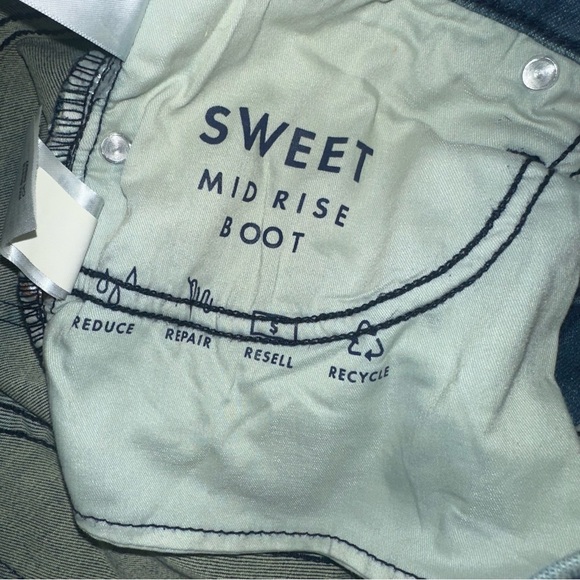 SWEET
MID RISE
BOOT
REDUCE REPAIR RESELL RECYCLE
$